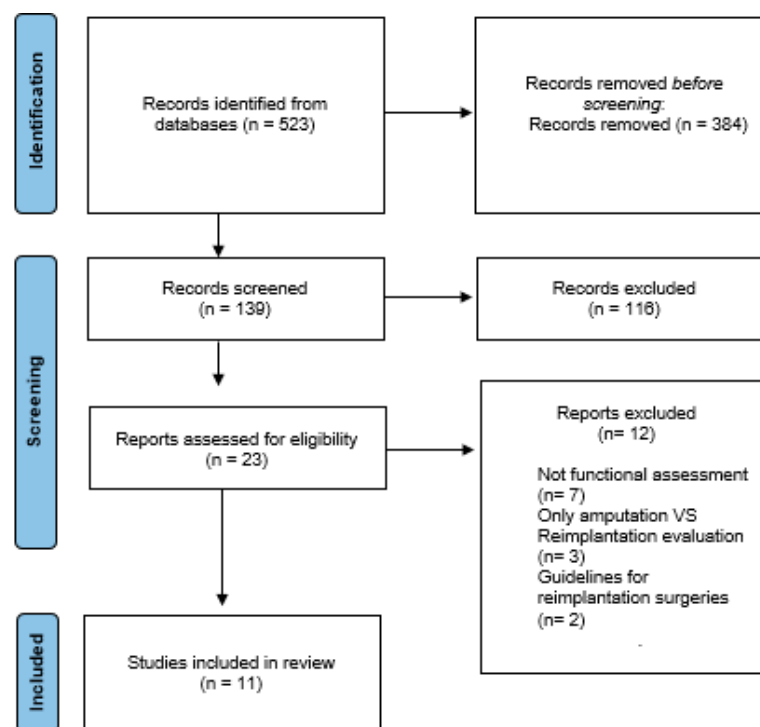 Identification
Records identified from
databases (n = 523)
Records removed before
screening:
Records removed (n = 384)
Screening
Records screened
(n = 139)
Records excluded
(n = 116)
Reports assessed for eligibility
(n = 23)
Reports excluded
(n= 12)
Not functional assessment
(n= 7)
Only amputation VS
Reimplantation evaluation
(n= 3)
Guidelines for
reimplantation surgeries
(n= 2)
.
Included
Studies included in review
(n = 11)